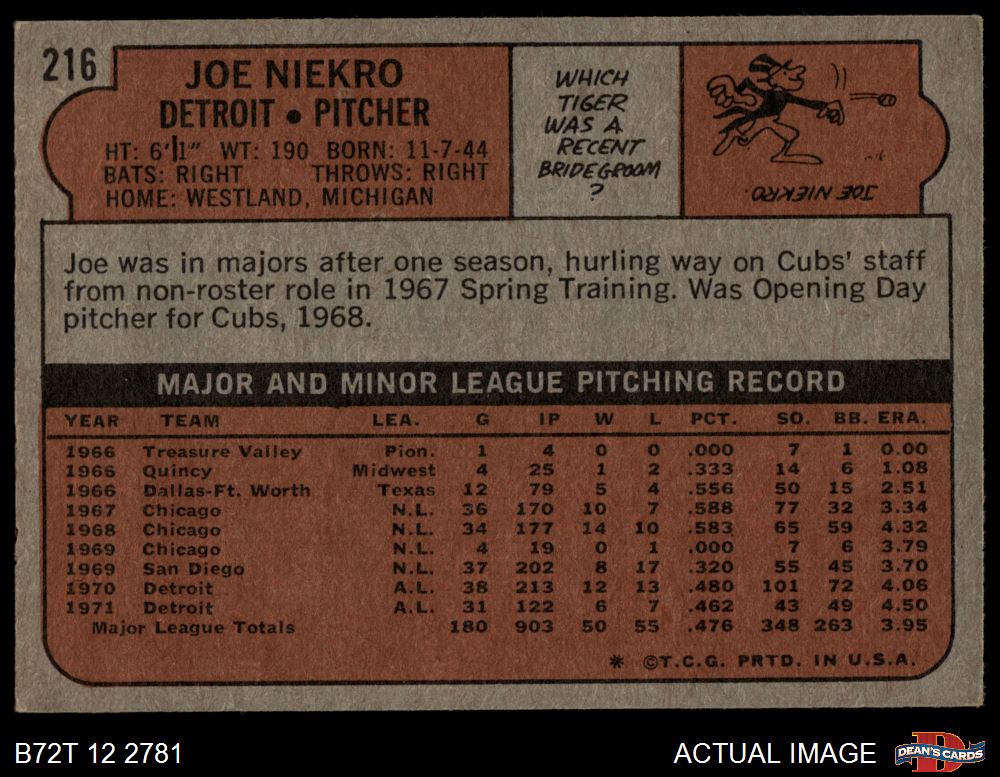 216
JOE NIEKRO
DETROIT • PITCHER
HT: 6'1" WT: 190 BORN: 11-7-44
BATS: RIGHT THROWS: RIGHT
HOME: WESTLAND, MICHIGAN
WHICH
TIGER
WAS A
RECENT
BRIDEGROOM
?
JOE NIEKRO.
Joe was in majors after one season, hurling way on Cubs' staff
from non-roster role in 1967 Spring Training. Was Opening Day
pitcher for Cubs, 1968.
MAJOR AND MINOR LEAGUE PITCHING RECORD
YEAR TEAM LEA. G IP W L PCT. SO. BB. ERA.
1966 Treasure Valley Pion. 1 4 0 0 .000 7 1 0.00
1966 Quincy Midwest 4 25 1 2 .333 14 6 1.08
1966 Dallas-Ft. Worth Texas 12 79 5 4 .556 50 15 2.51
1967 Chicago N.L. 36 170 10 7 .588 77 32 3.34
1968 Chicago N.L. 34 177 14 10 .583 65 59 4.32
1969 Chicago N.L. 4 19 0 1 .000 7 6 3.79
1969 San Diego N.L. 37 202 8 17 .320 55 45 3.70
1970 Detroit A.L. 38 213 12 13 .480 101 72 4.06
1971 Detroit A.L. 31 122 6 7 .462 43 49 4.50
Major League Totals 180 903 50 55 .476 348 263 3.95
* ©T.C.G. PRTD. IN U.S.A.
B72T 12 2781
ACTUAL IMAGE
DEAN'S CARDS